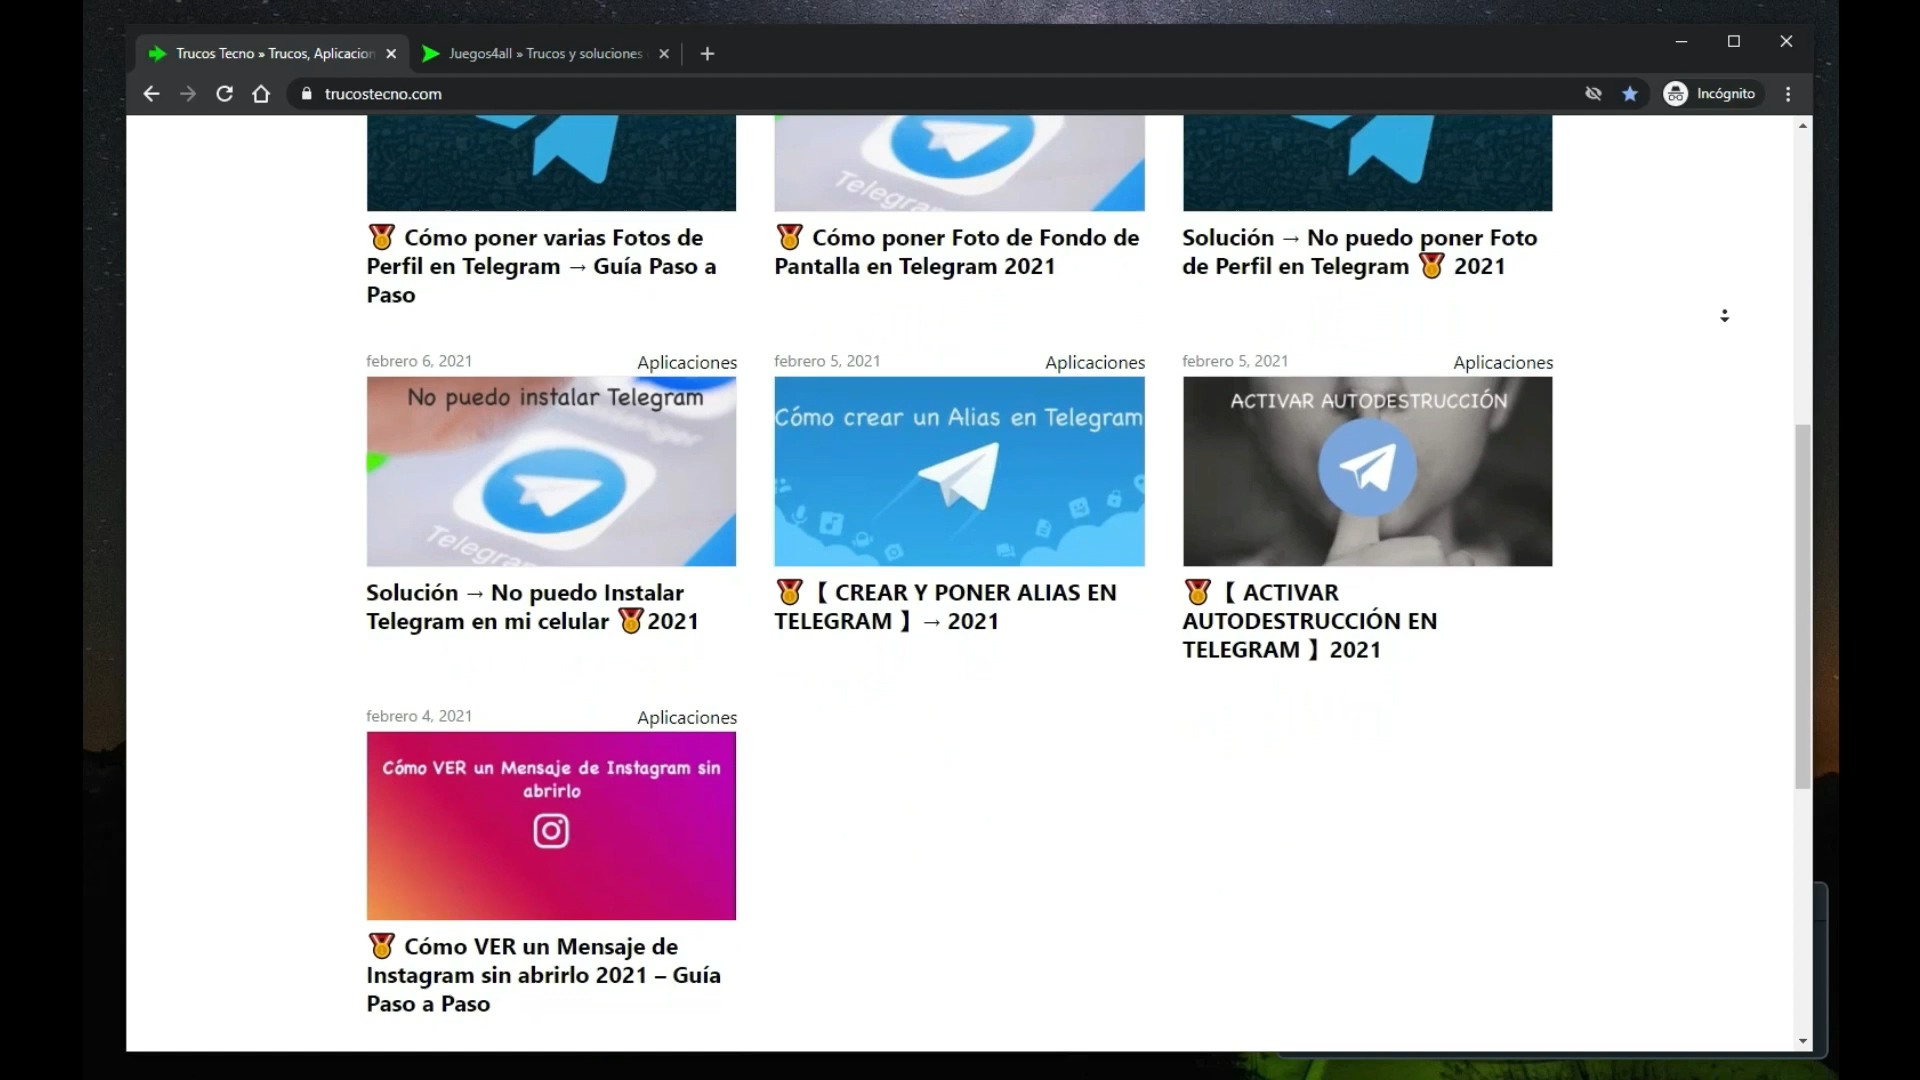 Trucos Tecno » Trucos, Aplicacion
Juegos4all » Trucos y soluciones
trucostecno.com
Incógnito
🏅 Cómo poner varias Fotos de
Perfil en Telegram → Guía Paso a
Paso
🏅 Cómo poner Foto de Fondo de
Pantalla en Telegram 2021
Solución → No puedo poner Foto
de Perfil en Telegram 🏅 2021
Telegram
febrero 6, 2021
Aplicaciones
No puedo instalar Telegram
Telegram
Solución → No puedo Instalar
Telegram en mi celular 🏅2021
febrero 5, 2021
Aplicaciones
Cómo crear un Alias en Telegram
🏅【 CREAR Y PONER ALIAS EN
TELEGRAM 】→ 2021
febrero 5, 2021
Aplicaciones
ACTIVAR AUTODESTRUCCIÓN
🏅【 ACTIVAR
AUTODESTRUCCIÓN EN
TELEGRAM 】2021
febrero 4, 2021
Aplicaciones
Cómo VER un Mensaje de Instagram sin
abrirlo
🏅 Cómo VER un Mensaje de
Instagram sin abrirlo 2021 – Guía
Paso a Paso